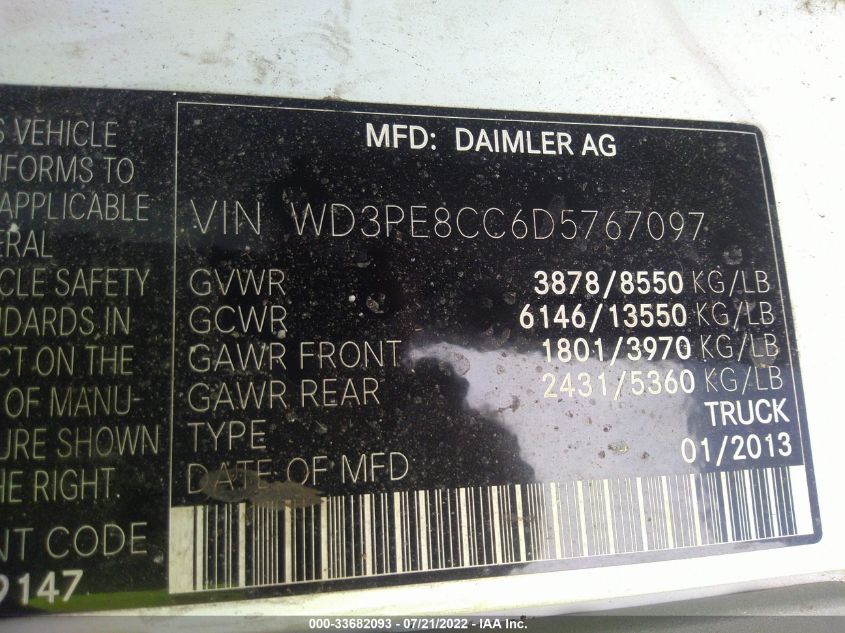 S VEHICLE
NFORMS TO
APPLICABLE
ERAL
CLE SAFETY
NDARDS IN
CT ON THE
OF MANU-
URE SHOWN
HE RIGHT.
NT CODE
9147
MFD: DAIMLER AG
VIN WD3PE8CC6D5767097
GVWR 3878/8550 KG/LB
GCWR 6146/13550 KG/LB
GAWR FRONT 1801/3970 KG/LB
GAWR REAR 2431/5360 KG/LB
TYPE TRUCK
DATE OF MFD 01/2013
000-33682093 - 07/21/2022 - IAA Inc.